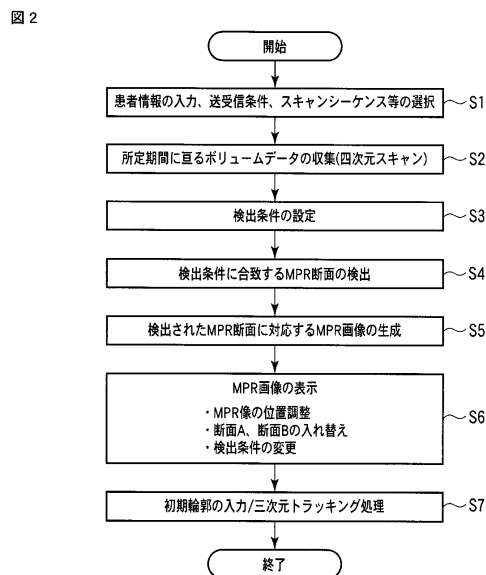 図2
開始
患者情報の入力、送受信条件、スキャンシーケンス等の選択
S1
所定期間に亘るボリュームデータの収集(四次元スキャン)
S2
検出条件の設定
S3
検出条件に合致するMPR断面の検出
S4
検出されたMPR断面に対応するMPR画像の生成
S5
MPR画像の表示
・MPR像の位置調整
・断面A、断面Bの入れ替え
・検出条件の変更
S6
初期輪郭の入力/三次元トラッキング処理
S7
終了